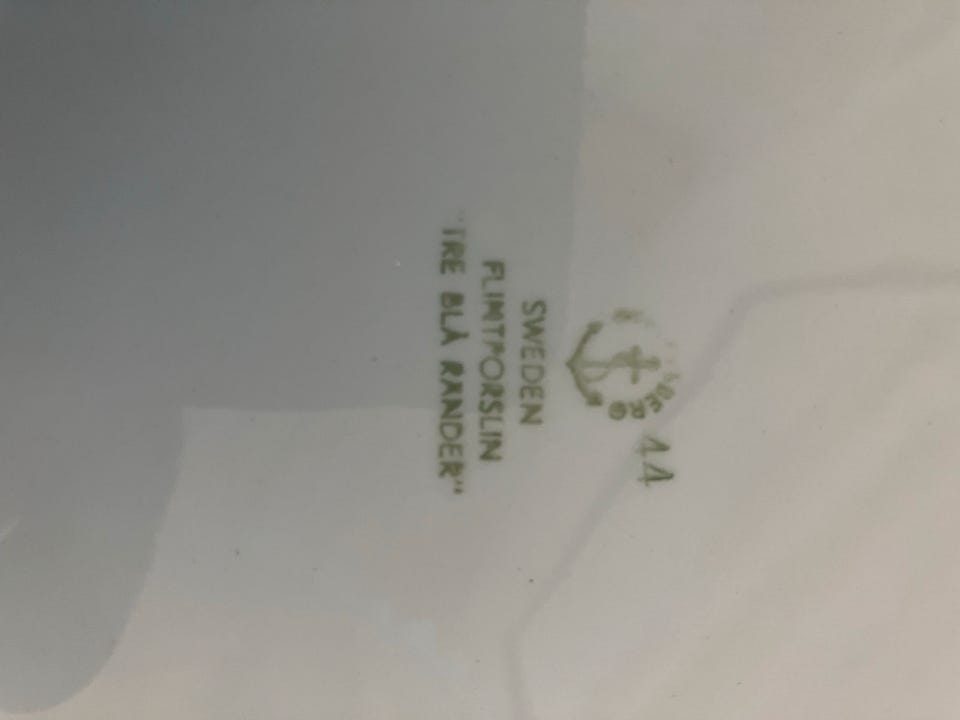 44
SWEDEN
FLINTPORSLIN
"TRE BLÅ RANDER"